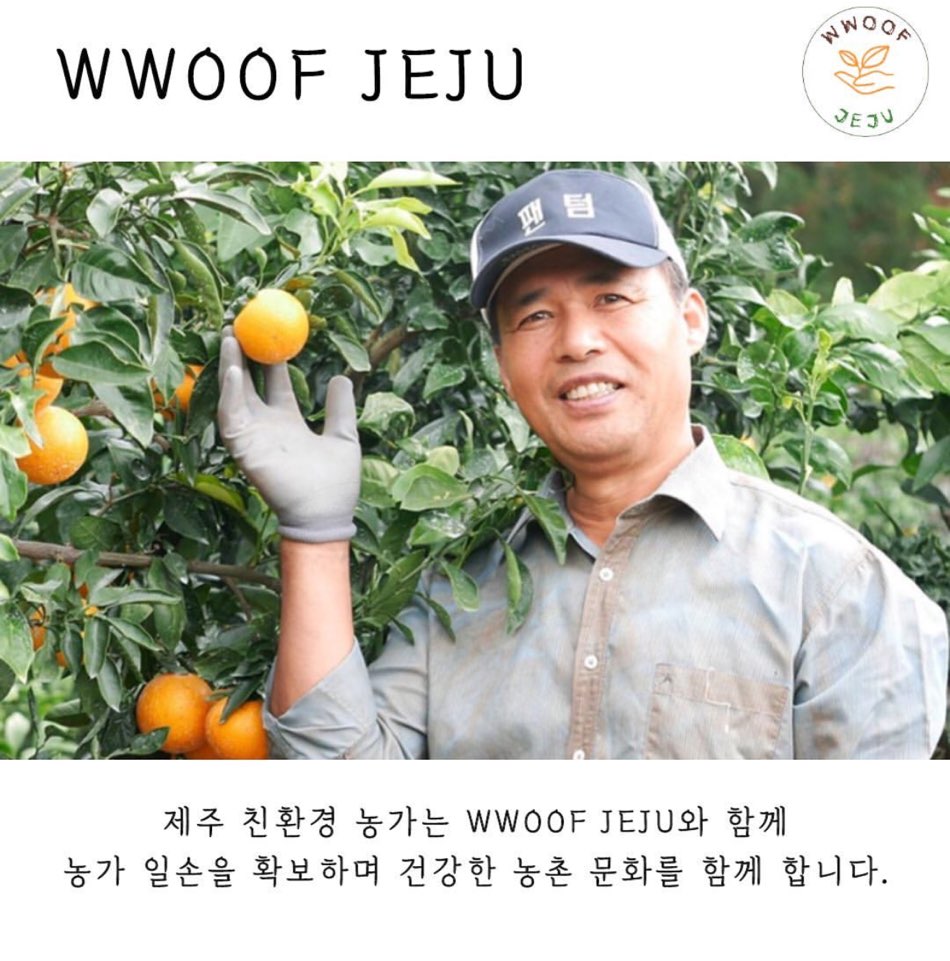 WWOOF JEJU
WWOOF
JEJU
팬텀
제주 친환경 농가는 WWOOF JEJU와 함께
농가 일손을 확보하며 건강한 농촌 문화를 함께 합니다.